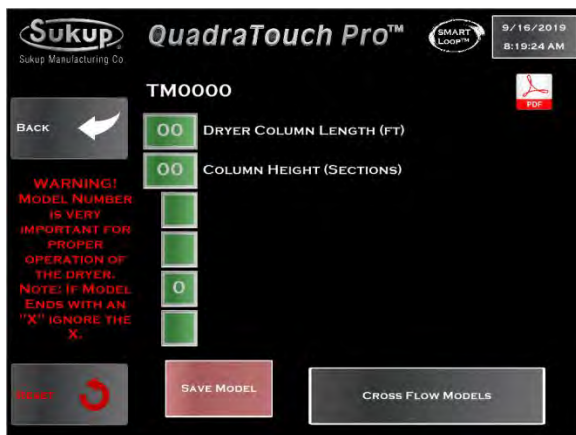 Sukup
Sukup Manufacturing Co.
QuadraTouch Pro™
SMART
LOOP™
9/16/2019
8:19:24 AM
TM0000
PDF
BACK
00 DRYER COLUMN LENGTH (FT)
00 COLUMN HEIGHT (SECTIONS)
0
WARNING!
MODEL NUMBER
IS VERY
IMPORTANT FOR
PROPER
OPERATION OF
THE DRYER.
NOTE: IF MODEL
ENDS WITH AN
"X" IGNORE THE
X.
RESET
SAVE MODEL
CROSS FLOW MODELS